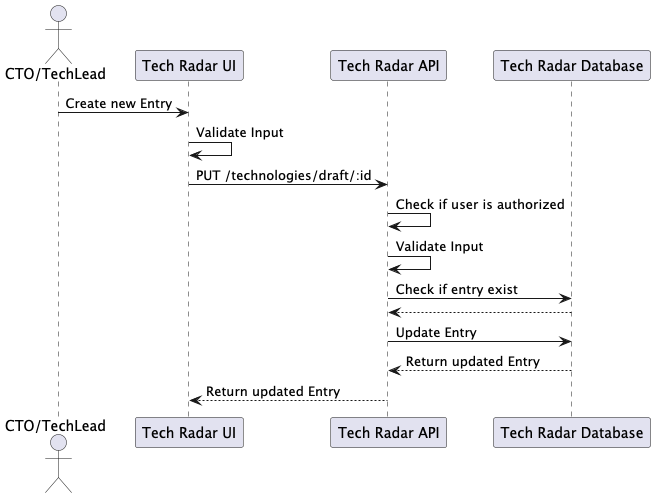 CTO/TechLead
Tech Radar UI
Tech Radar API
Tech Radar Database
Create new Entry
Validate Input
PUT /technologies/draft/:id
Check if user is authorized
Validate Input
Check if entry exist
Update Entry
Return updated Entry
Return updated Entry
CTO/TechLead
Tech Radar UI
Tech Radar API
Tech Radar Database